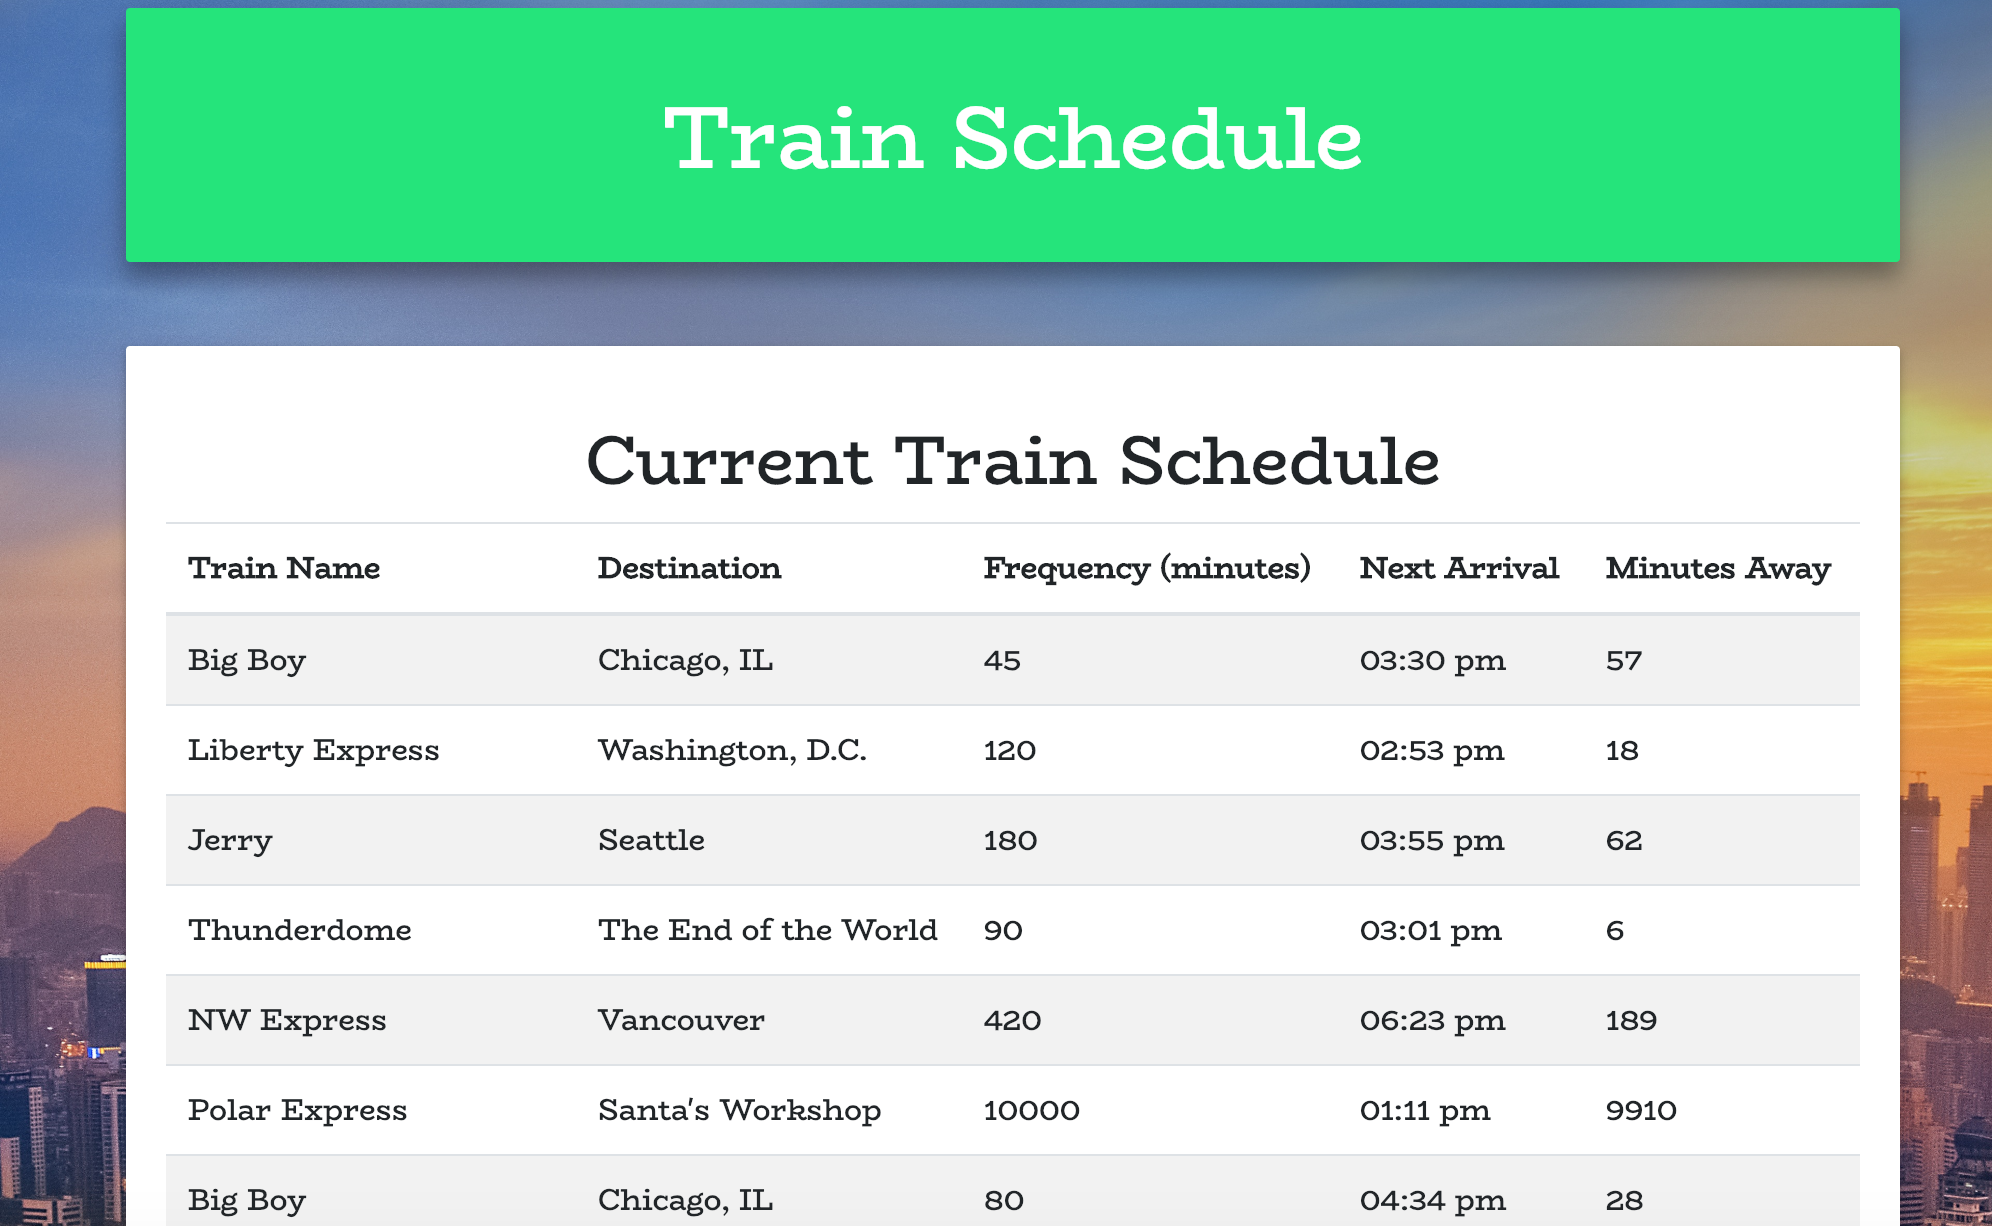 Train Schedule
Current Train Schedule
Train Name Destination Frequency (minutes) Next Arrival Minutes Away
Big Boy Chicago, IL 45 03:30 pm 57
Liberty Express Washington, D.C. 120 02:53 pm 18
Jerry Seattle 180 03:55 pm 62
Thunderdome The End of the World 90 03:01 pm 6
NW Express Vancouver 420 06:23 pm 189
Polar Express Santa's Workshop 10000 01:11 pm 9910
Big Boy Chicago, IL 80 04:34 pm 28